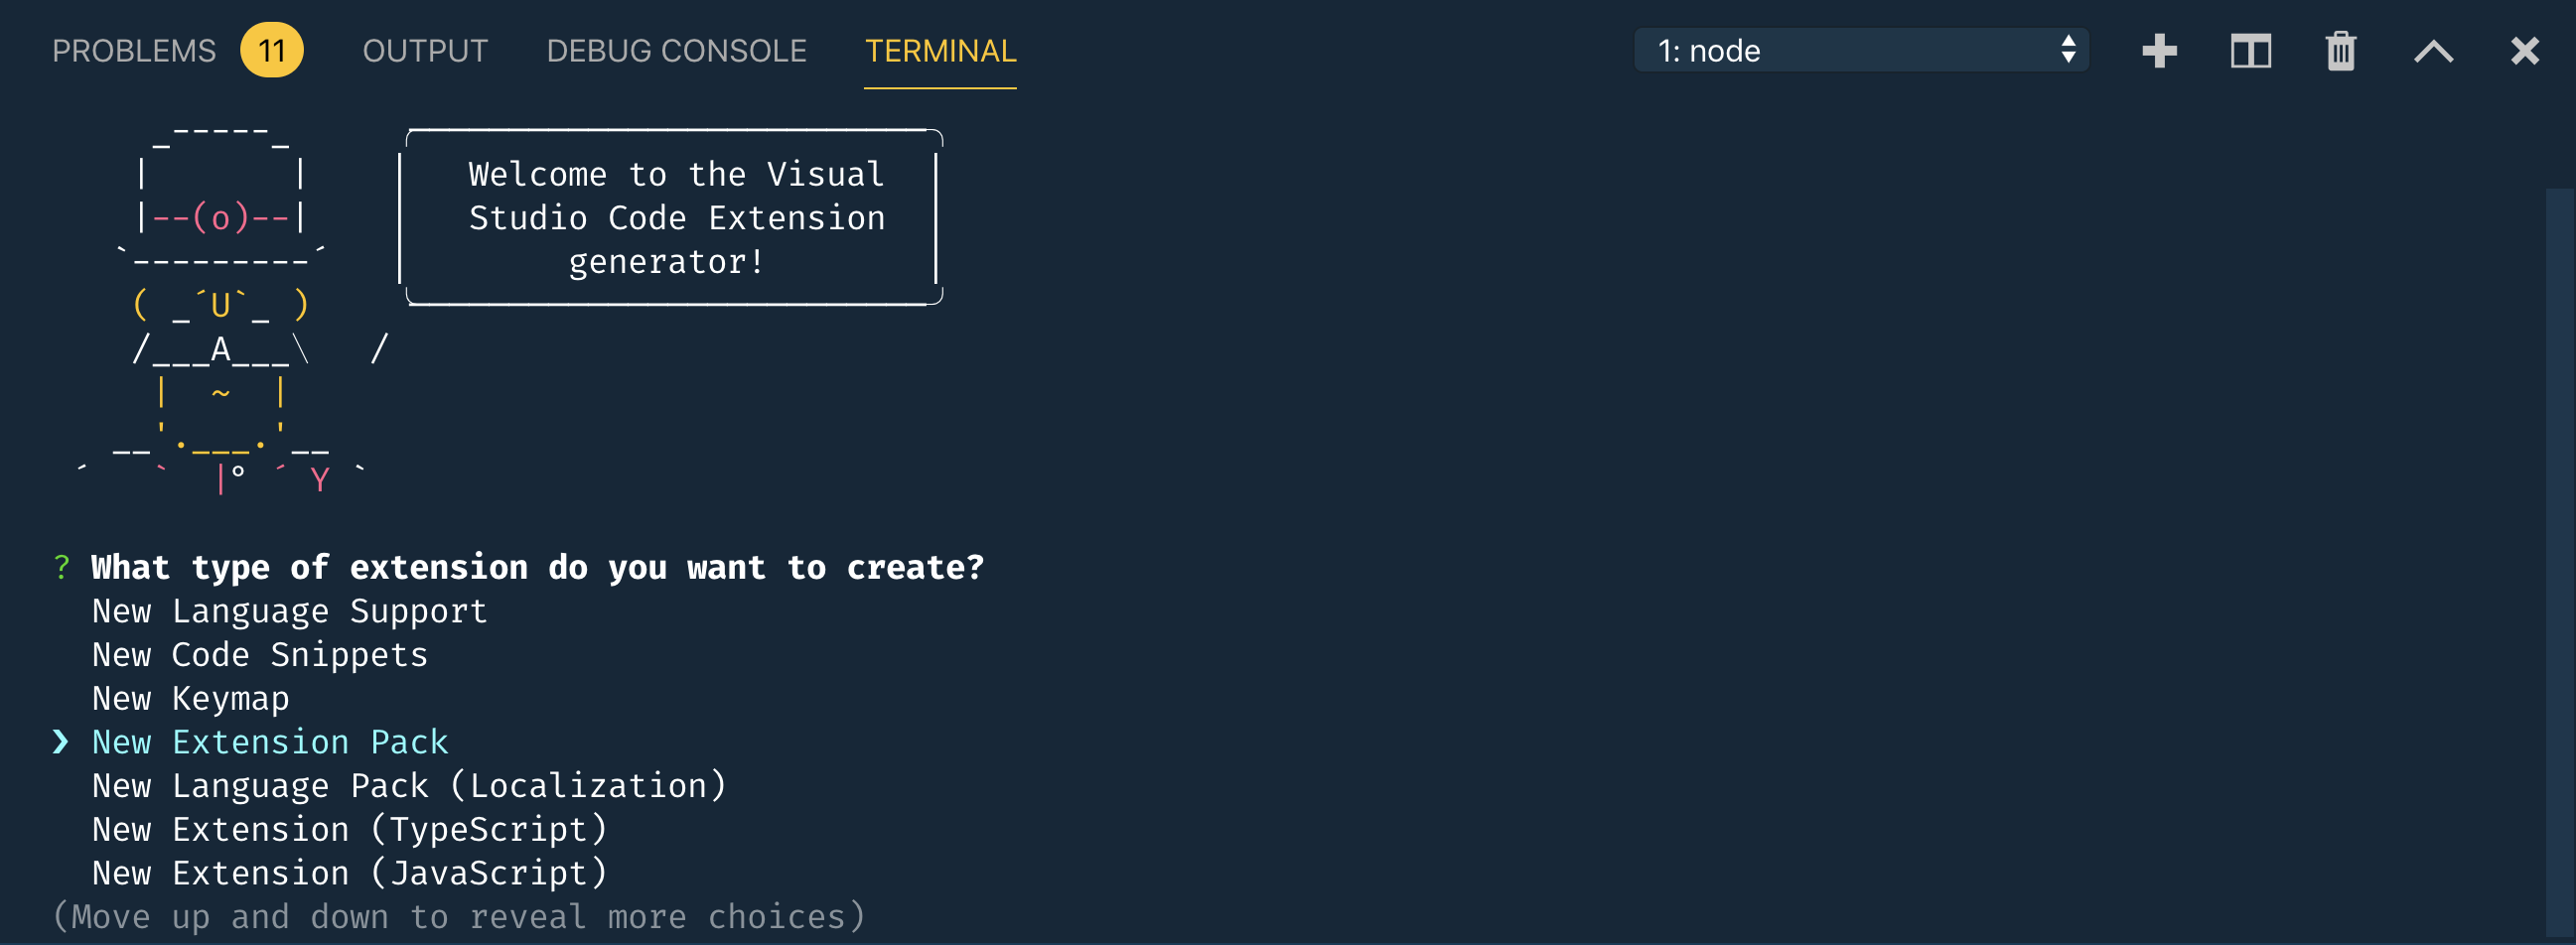 PROBLEMS 11 OUTPUT DEBUG CONSOLE TERMINAL 1: node
     _-----_     ╭──────────────────────────╮
    |       |    │   Welcome to the Visual  │
    |--(o)--|    │   Studio Code Extension  │
   `---------´   │        generator!        │
    ( _´U`_ )    ╰──────────────────────────╯
    /___A___\   /
     |  ~  |
   __'.___.'__
 ´   `  |° ´ Y `
? What type of extension do you want to create?
New Language Support
New Code Snippets
New Keymap
❯ New Extension Pack
New Language Pack (Localization)
New Extension (TypeScript)
New Extension (JavaScript)
(Move up and down to reveal more choices)